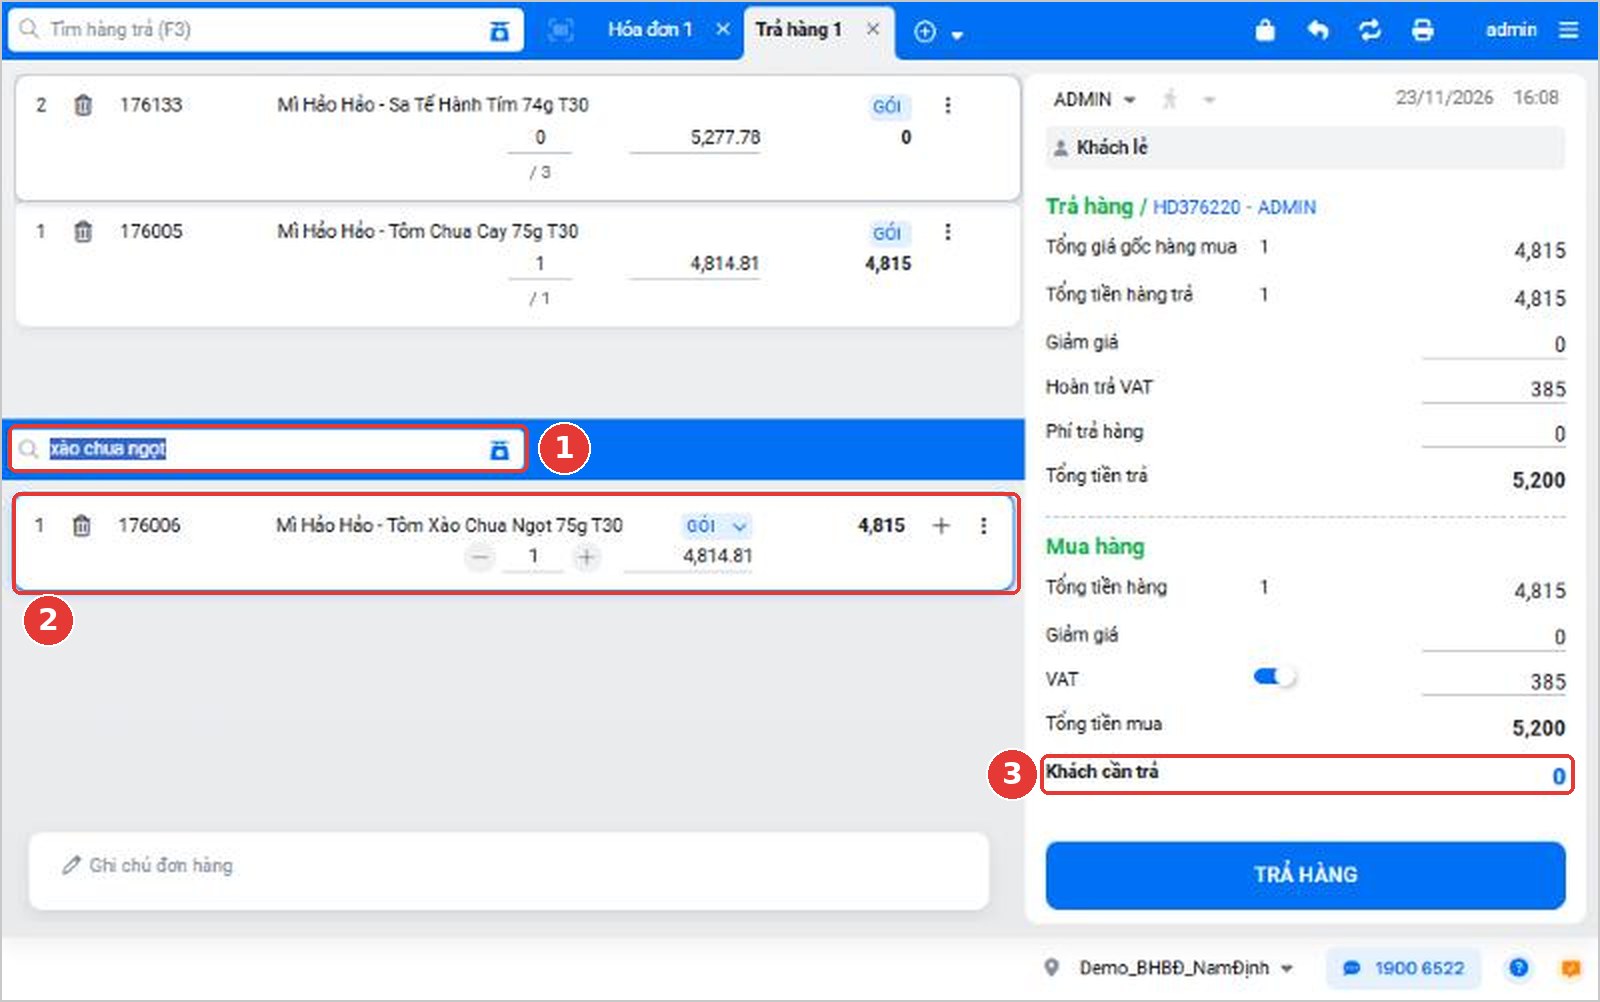 Tìm hàng trả (F3)
Hóa đơn 1
Trả hàng 1
admin
2 176133 Mì Hảo Hảo - Sa Tế Hành Tím 74g T30 GÓI
0 5,277.78 0
/ 3
1 176005 Mì Hảo Hảo - Tôm Chua Cay 75g T30 GÓI
1 4,814.81 4,815
/ 1
xào chua ngọt
1
1 176006 Mì Hảo Hảo - Tôm Xào Chua Ngọt 75g T30 GÓI 4,815
1 4,814.81
2
Ghi chú đơn hàng
ADMIN 23/11/2026 16:08
Khách lẻ
Trả hàng / HD376220 - ADMIN
Tổng giá gốc hàng mua 1 4,815
Tổng tiền hàng trả 1 4,815
Giảm giá 0
Hoàn trả VAT 385
Phí trả hàng 0
Tổng tiền trả 5,200
Mua hàng
Tổng tiền hàng 1 4,815
Giảm giá 0
VAT 385
Tổng tiền mua 5,200
3 Khách cần trả 0
TRẢ HÀNG
Demo_BHBĐ_NamĐịnh 1900 6522